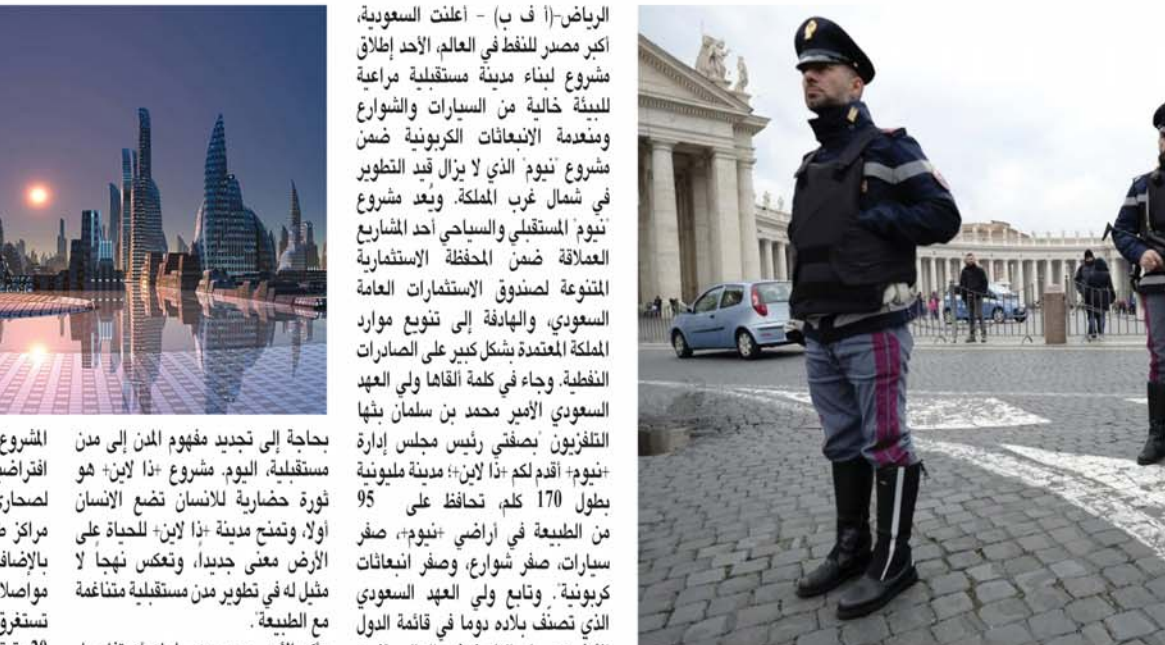 الرياض-(أ ف ب) – أعلنت السعودية،
أكبر مصدر للنفط في العالم، الأحد إطلاق
مشروع لبناء مدينة مستقبلية مراعية
للبيئة خالية من السيارات والشوارع
ومنعدمة الانبعاثات الكربونية ضمن
مشروع "نيوم" الذي لا يزال قيد التطوير
في شمال غرب المملكة. ويُعَد مشروع
"نيوم" المستقبلي والسياحي أحد المشاريع
العملاقة ضمن المحفظة الاستثمارية
المتنوعة لصندوق الاستثمارات العامة
السعودي، والهادفة إلى تنويع موارد
المملكة المعتمدة بشكل كبير على الصادرات
النفطية. وجاء في كلمة ألقاها ولي العهد
السعودي الأمير محمد بن سلمان بثها
التلفزيون "بصفتي رئيس مجلس إدارة
+نيوم+ أقدم لكم +ذا لاين+؛ مدينة مليونية
بطول 170 كلم، تحافظ على 95
من الطبيعة في أراضي +نيوم+، صفر
سيارات، صفر شوارع، وصفر انبعاثات
كربونية". وتابع ولي العهد السعودي
الذي تصنّف بلاده دوما في قائمة الدول
بحاجة إلى تجديد مفهوم المدن إلى مدن
مستقبلية، اليوم. مشروع +ذا لاين+ هو
ثورة حضارية للانسان تضع الانسان
أولا، وتمنح مدينة +ذا لاين+ للحياة على
الأرض معنى جديداً، وتعكس نهجاً لا
مثيل له في تطوير مدن مستقبلية متناغمة
مع الطبيعة".
المشروع
افتراضي
لصحاري
مراكز
بالإضاف
مواصلا
تستغرق